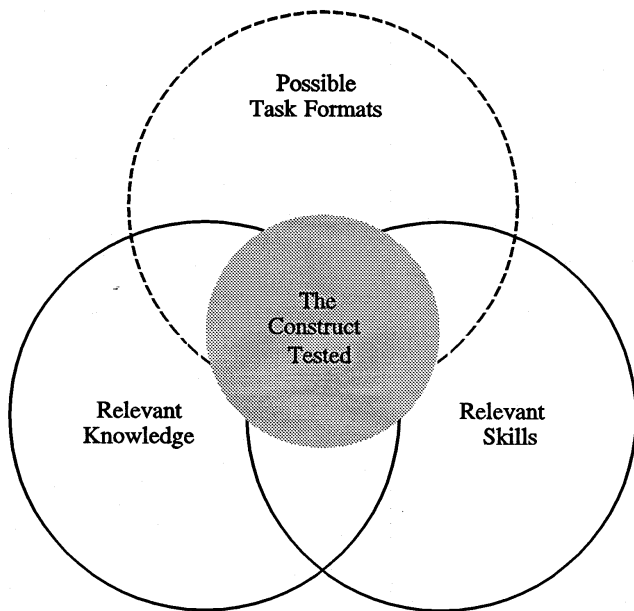 Possible
Task Formats
The
Construct
Tested
Relevant
Knowledge
Relevant
Skills